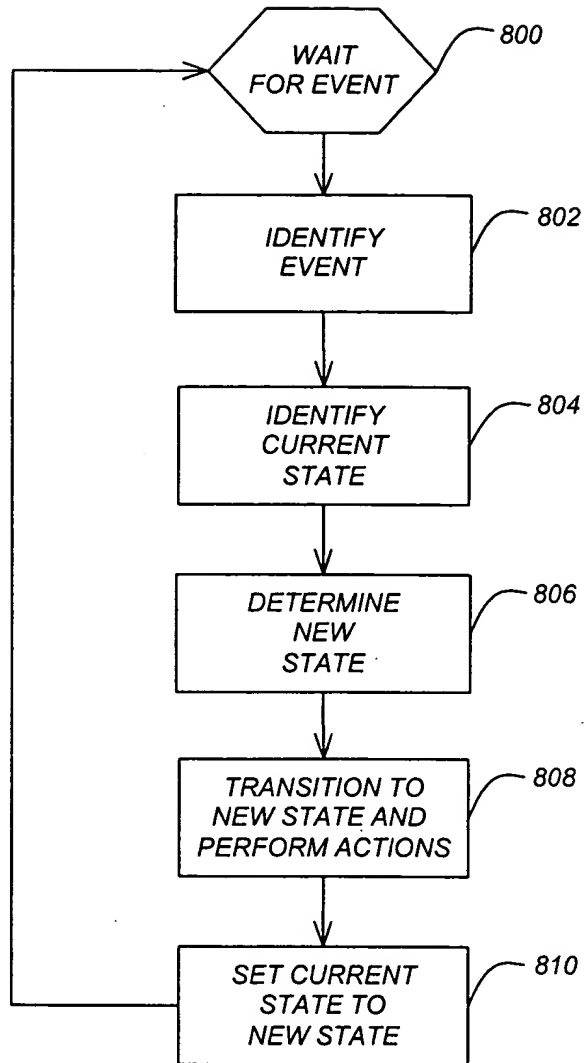 WAIT
FOR EVENT
800
IDENTIFY
EVENT
802
IDENTIFY
CURRENT
STATE
804
DETERMINE
NEW
STATE
806
TRANSITION TO
NEW STATE AND
PERFORM ACTIONS
808
SET CURRENT
STATE TO
NEW STATE
810